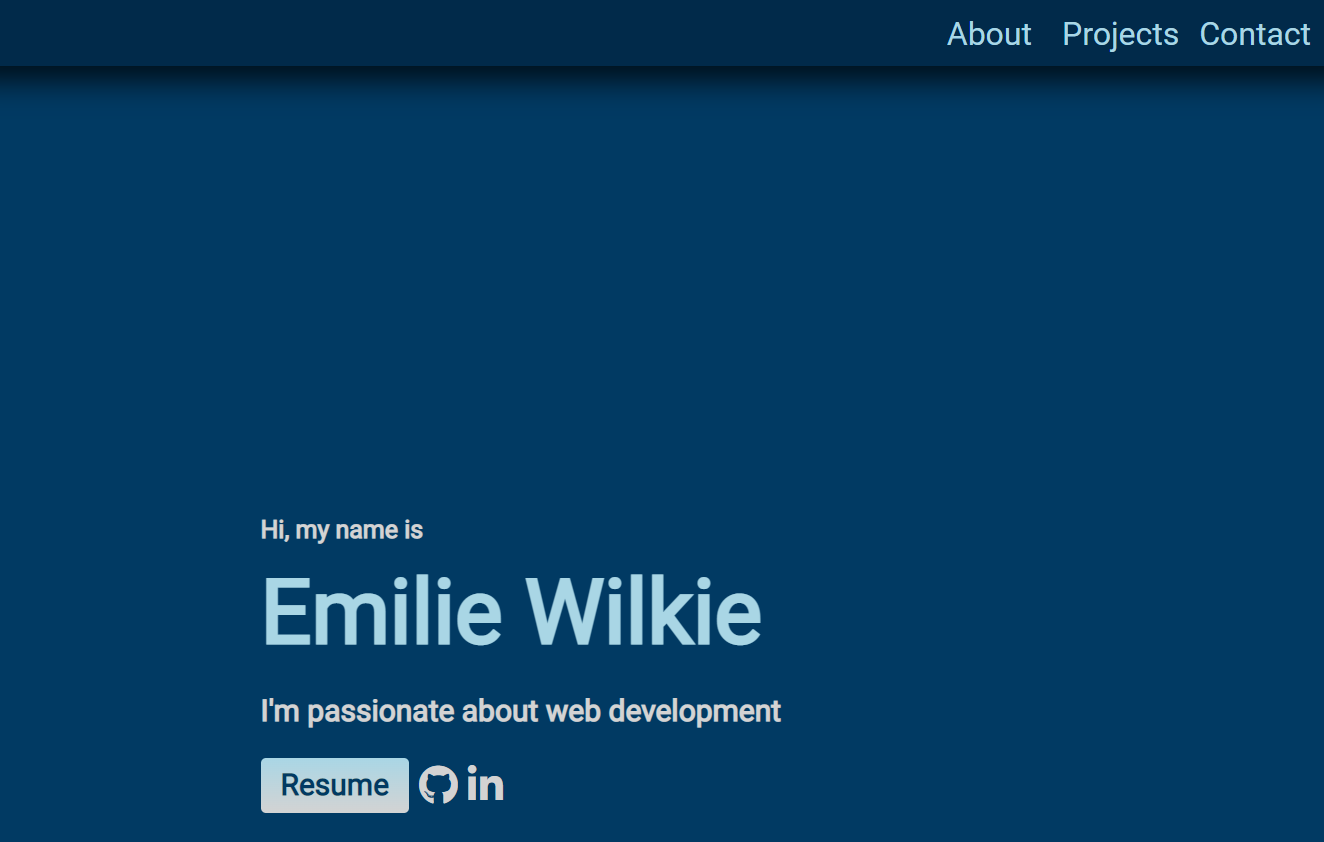 About Projects Contact
Hi, my name is
Emilie Wilkie
I'm passionate about web development
Resume in